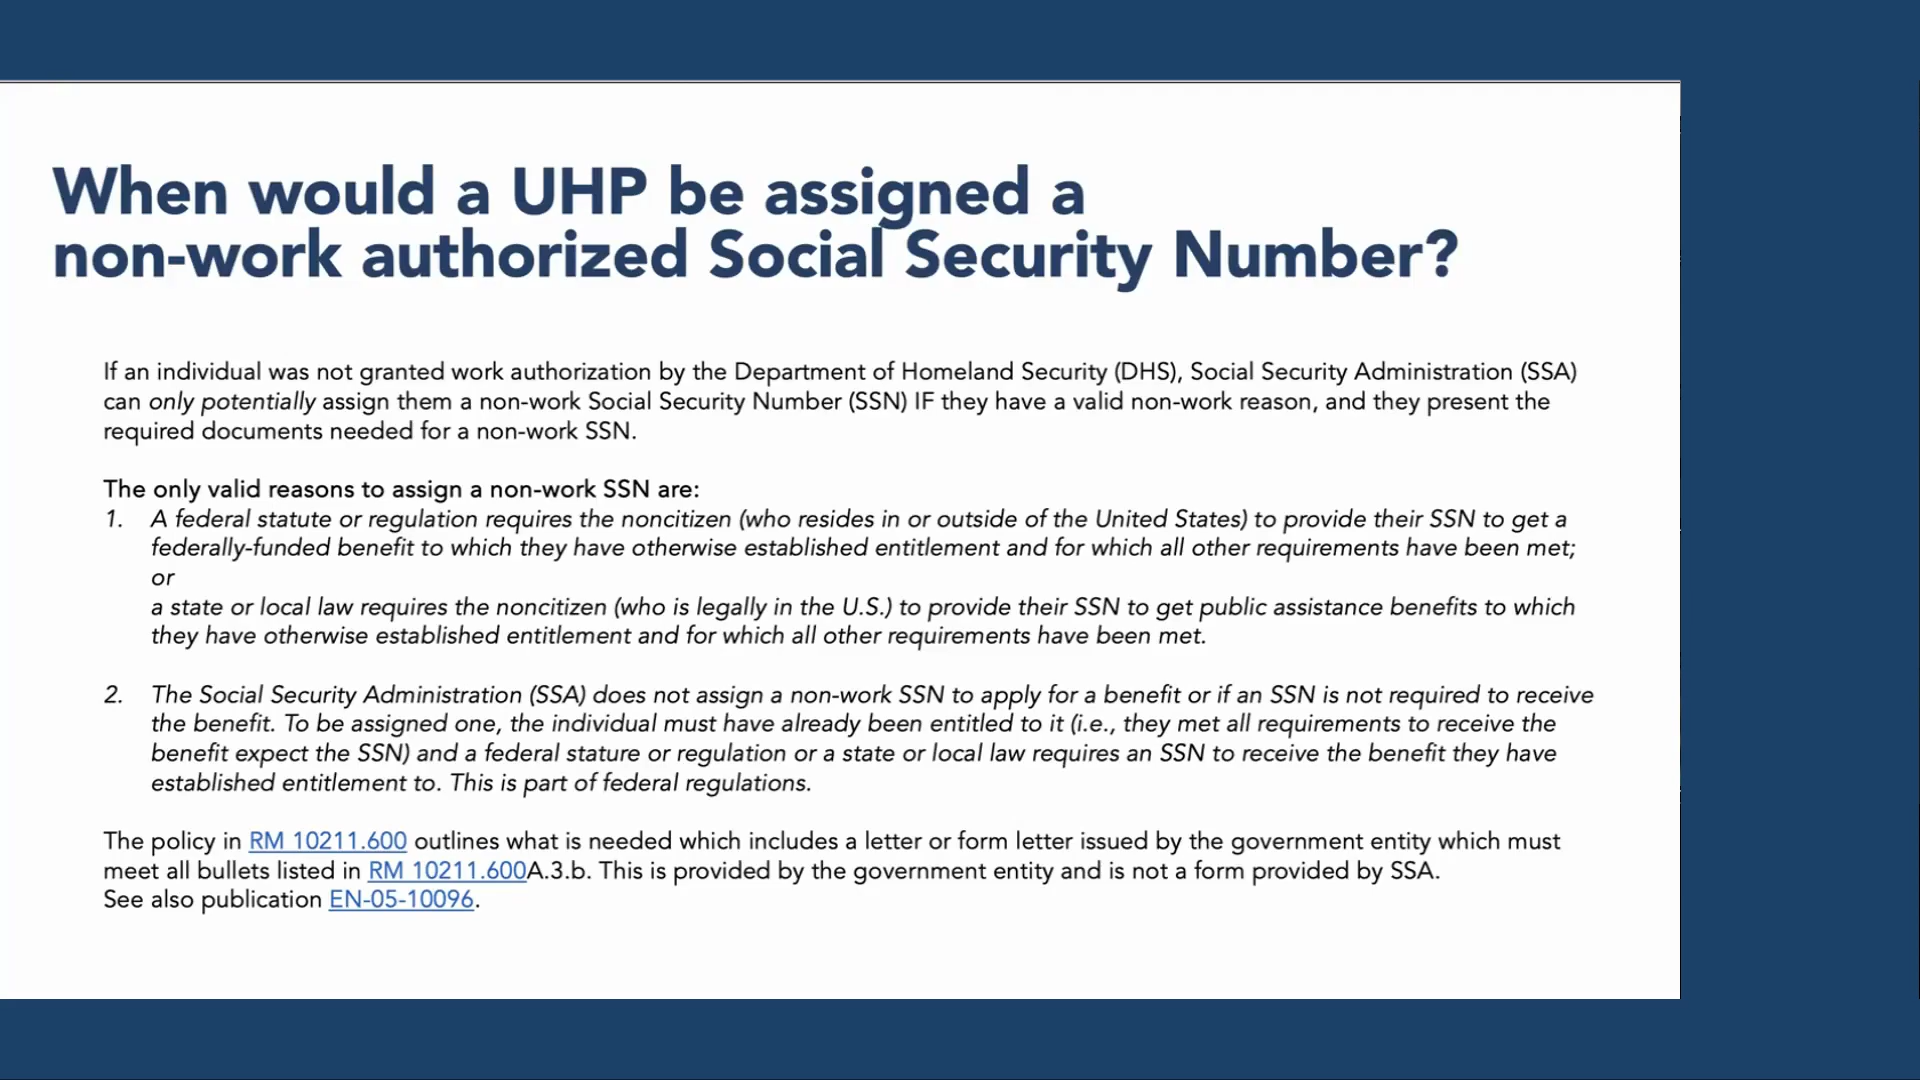 When would a UHP be assigned a
non-work authorized Social Security Number?
If an individual was not granted work authorization by the Department of Homeland Security (DHS), Social Security Administration (SSA)
can only potentially assign them a non-work Social Security Number (SSN) IF they have a valid non-work reason, and they present the
required documents needed for a non-work SSN.
The only valid reasons to assign a non-work SSN are:
1. A federal statute or regulation requires the noncitizen (who resides in or outside of the United States) to provide their SSN to get a
federally-funded benefit to which they have otherwise established entitlement and for which all other requirements have been met;
or
a state or local law requires the noncitizen (who is legally in the U.S.) to provide their SSN to get public assistance benefits to which
they have otherwise established entitlement and for which all other requirements have been met.
2. The Social Security Administration (SSA) does not assign a non-work SSN to apply for a benefit or if an SSN is not required to receive
the benefit. To be assigned one, the individual must have already been entitled to it (i.e., they met all requirements to receive the
benefit expect the SSN) and a federal stature or regulation or a state or local law requires an SSN to receive the benefit they have
established entitlement to. This is part of federal regulations.
The policy in RM 10211.600 outlines what is needed which includes a letter or form letter issued by the government entity which must
meet all bullets listed in RM 10211.600A.3.b. This is provided by the government entity and is not a form provided by SSA.
See also publication EN-05-10096.